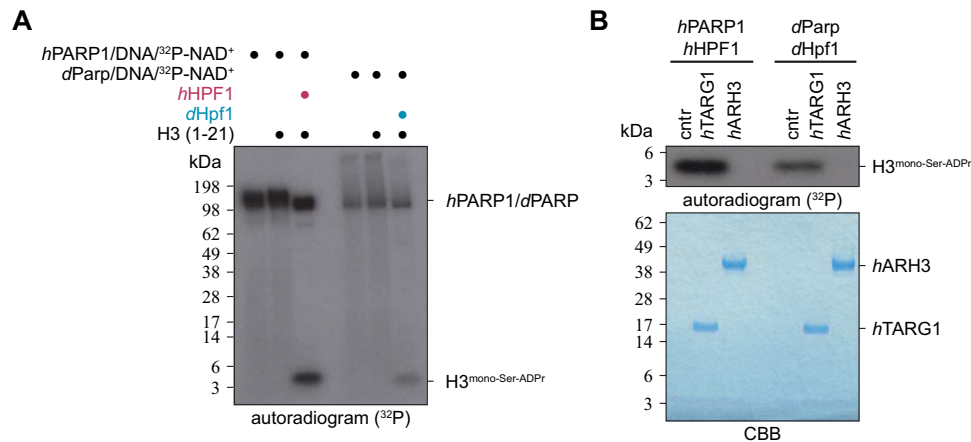 A
hPARP1/DNA/³²P-NAD⁺
dParp/DNA/³²P-NAD⁺
hHPF1
dHpf1
H3 (1-21)
kDa
198
98
62
49
38
28
17
14
6
3
hPARP1/dPARP
H3ᵐᵒⁿᵒ⁻ˢᵉʳ⁻ᴬᴰᴾʳ
autoradiogram (³²P)
B
hPARP1 dParp
hHPF1 dHpf1
cntr hTARG1 hARH3 cntr hTARG1 hARH3
kDa
6
3
H3ᵐᵒⁿᵒ⁻ˢᵉʳ⁻ᴬᴰᴾʳ
autoradiogram (³²P)
62
49
38
28
17
14
6
3
hARH3
hTARG1
CBB